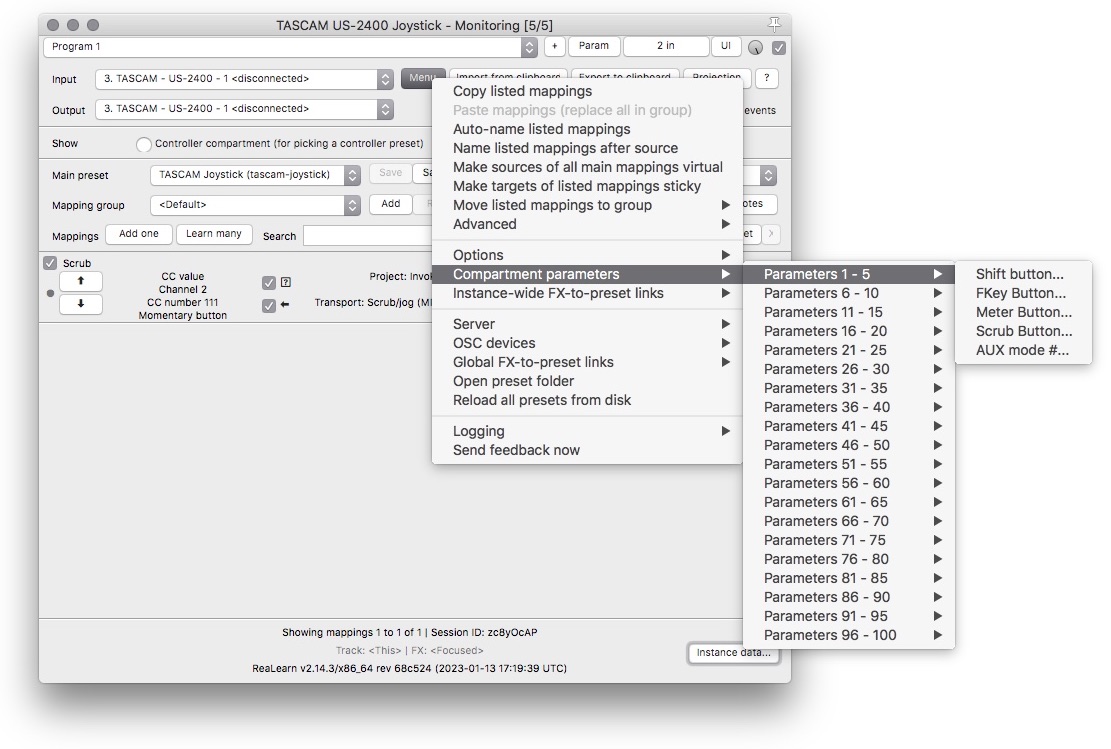 TASCAM US-2400 Joystick - Monitoring [5/5]
Program 1
+
Param
2 in
UI
Input
3. TASCAM - US-2400 - 1 <disconnected>
Menu
Import from clipboard
Export to clipboard
Projection
?
Output
3. TASCAM - US-2400 - 1 <disconnected>
events
Show
Controller compartment (for picking a controller preset)
Main preset
TASCAM Joystick (tascam-joystick)
Save
Sa
Mapping group
<Default>
Add
R
otes
Mappings
Add one
Learn many
Search
et
>
Scrub
CC value
Channel 2
CC number 111
Momentary button
?
Project: Invok
Transport: Scrub/jog (MI
Copy listed mappings
Paste mappings (replace all in group)
Auto-name listed mappings
Name listed mappings after source
Make sources of all main mappings virtual
Make targets of listed mappings sticky
Move listed mappings to group
Advanced
Options
Compartment parameters
Instance-wide FX-to-preset links
Server
OSC devices
Global FX-to-preset links
Open preset folder
Reload all presets from disk
Logging
Send feedback now
Parameters 1 - 5
Parameters 6 - 10
Parameters 11 - 15
Parameters 16 - 20
Parameters 21 - 25
Parameters 26 - 30
Parameters 31 - 35
Parameters 36 - 40
Parameters 41 - 45
Parameters 46 - 50
Parameters 51 - 55
Parameters 56 - 60
Parameters 61 - 65
Parameters 66 - 70
Parameters 71 - 75
Parameters 76 - 80
Parameters 81 - 85
Parameters 86 - 90
Parameters 91 - 95
Parameters 96 - 100
Shift button...
FKey Button...
Meter Button...
Scrub Button...
AUX mode #...
Showing mappings 1 to 1 of 1 | Session ID: zc8yOcAP
Track: <This> | FX: <Focused>
ReaLearn v2.14.3/x86_64 rev 68c524 (2023-01-13 17:19:39 UTC)
Instance data...